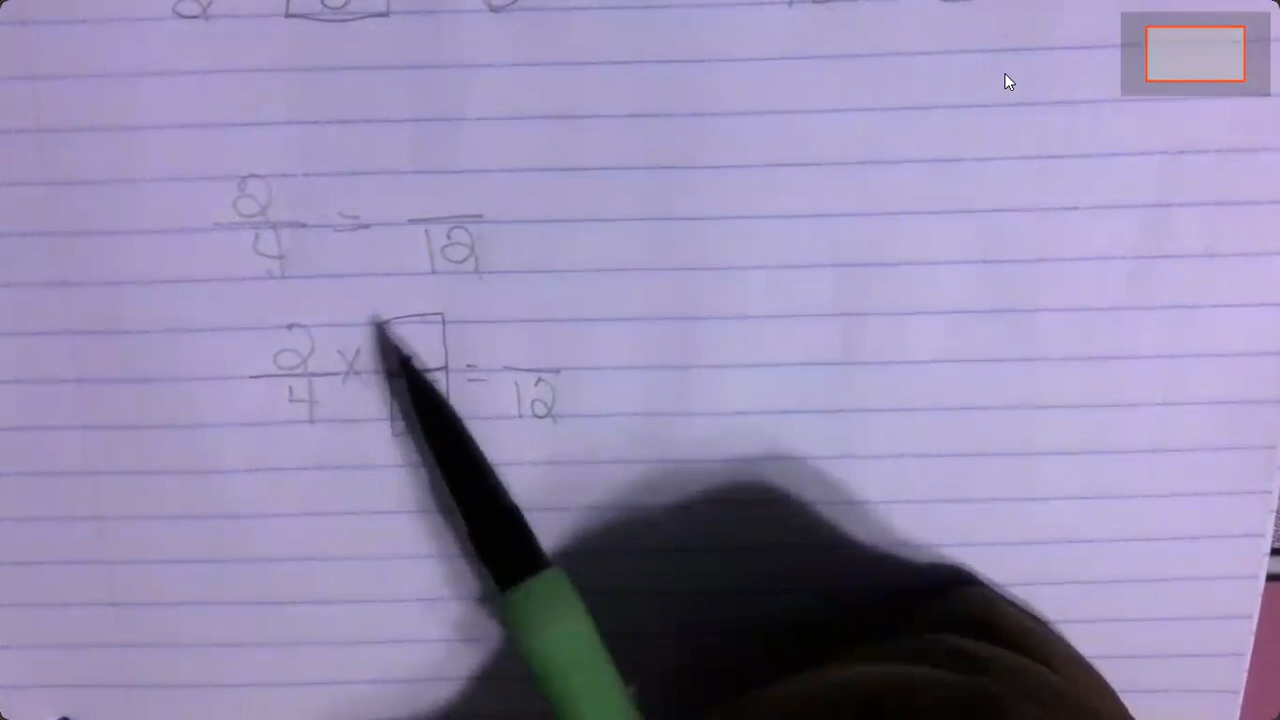 2/4 = /12
2/4 x = /12